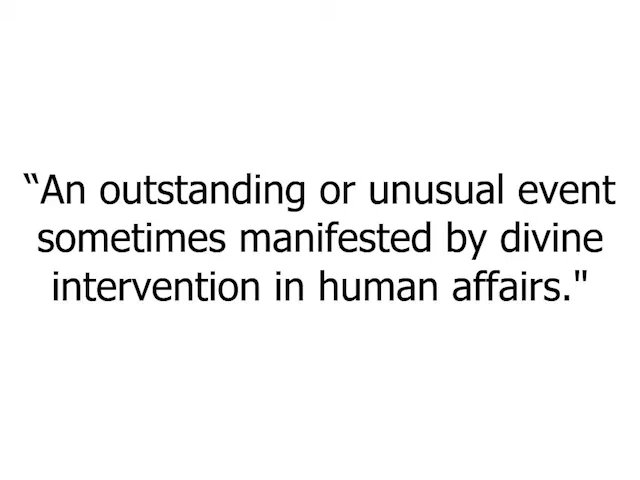 “An outstanding or unusual event
sometimes manifested by divine
intervention in human affairs."